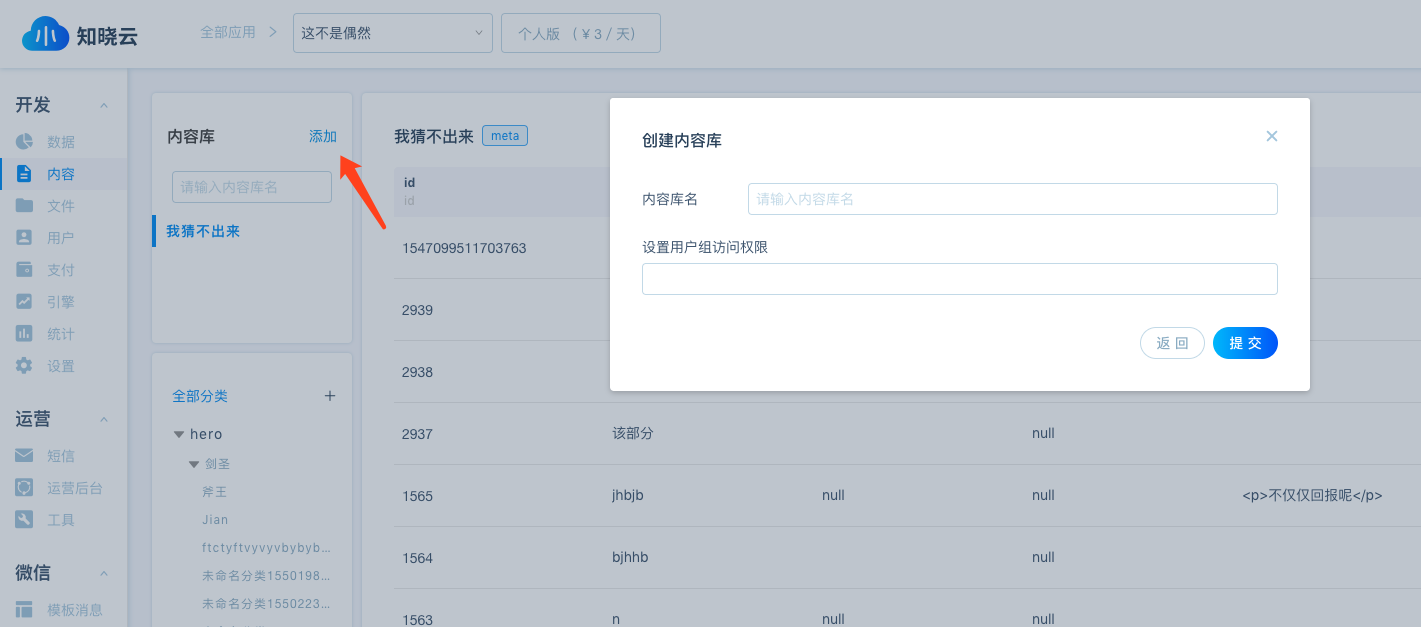 知晓云
全部应用
这不是偶然
个人版 (￥3 / 天)
开发
数据
内容
文件
用户
支付
引擎
统计
设置
运营
短信
运营后台
工具
微信
模板消息
内容库
添加
请输入内容库名
我猜不出来
全部分类
hero
剑圣
斧王
Jian
ftctyftvyvyvbybyb...
未命名分类1550198...
未命名分类1550223...
我猜不出来 meta
id
id
1547099511703763
2939
2938
2937 该部分 null
1565 jhbjb null null <p>不仅仅回报呢</p>
1564 bjhhb null
1563 n null null
创建内容库
内容库名 请输入内容库名
设置用户组访问权限
返 回 提 交